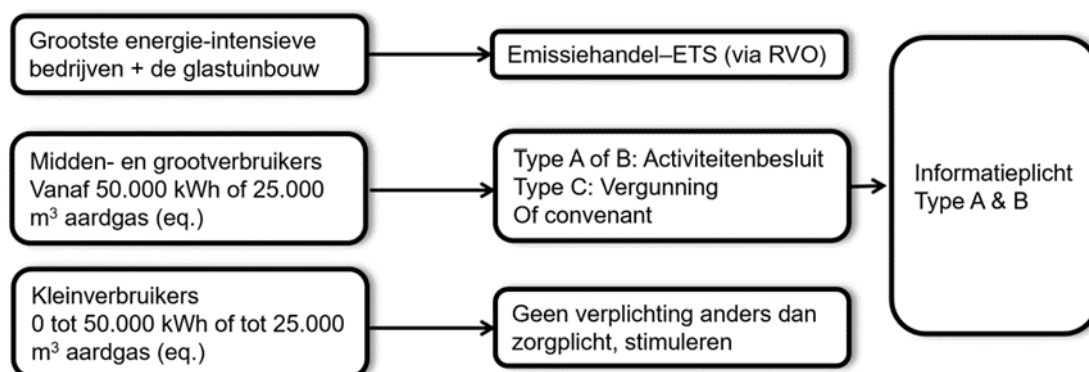 Grootste energie-intensieve
bedrijven + de glastuinbouw
Emissiehandel–ETS (via RVO)
Midden- en grootverbruikers
Vanaf 50.000 kWh of 25.000
m³ aardgas (eq.)
Type A of B: Activiteitenbesluit
Type C: Vergunning
Of convenant
Informatieplicht
Type A & B
Kleinverbruikers
0 tot 50.000 kWh of tot 25.000
m³ aardgas (eq.)
Geen verplichting anders dan
zorgplicht, stimuleren